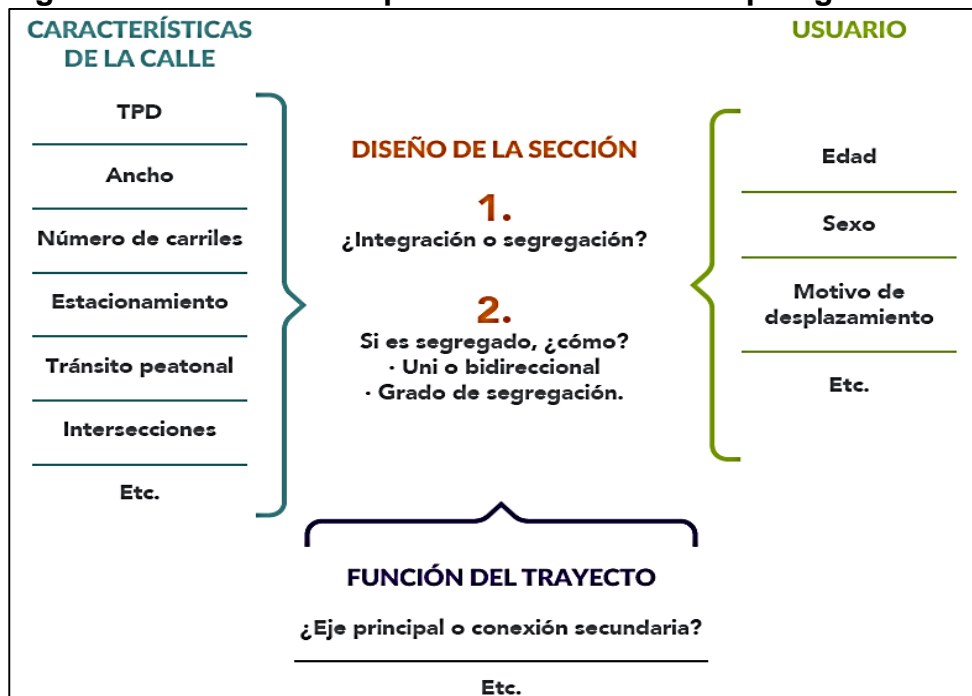 CARACTERÍSTICAS
DE LA CALLE
TPD
Ancho
Número de carriles
Estacionamiento
Tránsito peatonal
Intersecciones
Etc.
DISEÑO DE LA SECCIÓN
1.
¿Integración o segregación?
2.
Si es segregado, ¿cómo?
· Uni o bidireccional
· Grado de segregación.
USUARIO
Edad
Sexo
Motivo de
desplazamiento
Etc.
FUNCIÓN DEL TRAYECTO
¿Eje principal o conexión secundaria?
Etc.